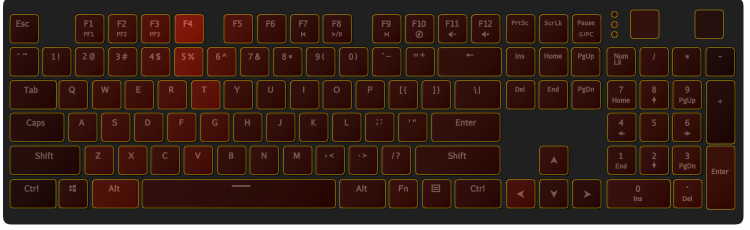 Esc F1 F2 F3 F4 F5 F6 F7 F8 F9 F10 F11 F12 PrtSc ScrLk Pause
PF1 PF2 PF3 G/PC
` ~ 1 ! 2 @ 3 # 4 $ 5 % 6 ^ 7 & 8 * 9 ( 0 ) - = + ← Ins Home PgUp Num Lk / * -
Tab Q W E R T Y U I O P [ { ] } \ | Del End PgDn 7 Home 8 9 PgUp +
Caps A S D F G H J K L ; : ' " Enter 4 5 6
Shift Z X C V B N M , < . > / ? Shift 1 End 2 3 PgDn Enter
Ctrl Alt Alt Fn Ctrl 0 Ins . Del